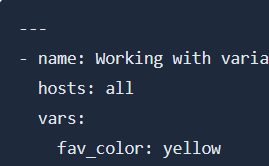 ---
- name: Working with varia
hosts: all
vars:
fav_color: yellow